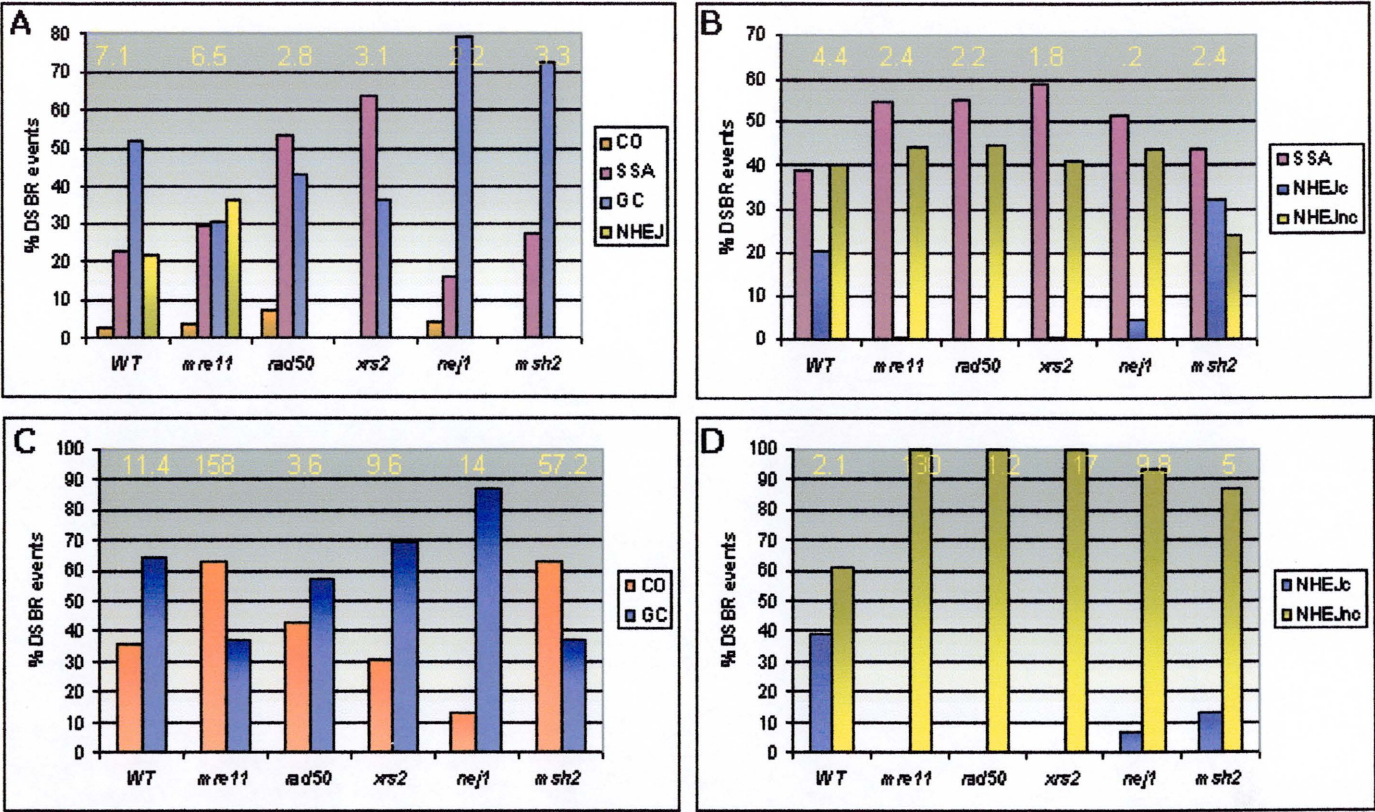 A
80
70
60
50
40
30
20
10
0
% DSBR events
7.1 6.5 2.8 3.1 2.2 3.3
WT mre11 rad50 xrs2 nej1 msh2
CO
SSA
GC
NHEJ
B
70
60
50
40
30
20
10
0
% DSBR events
4.4 2.4 2.2 1.8 .2 2.4
WT mre11 rad50 xrs2 nej1 msh2
SSA
NHEJc
NHEJnc
C
100
90
80
70
60
50
40
30
20
10
0
% DSBR events
11.4 158 3.6 9.6 14 57.2
WT mre11 rad50 xrs2 nej1 msh2
CO
GC
D
100
90
80
70
60
50
40
30
20
10
0
% DSBR events
2.1 130 1.2 17 9.8 5
WT mre11 rad50 xrs2 nej1 msh2
NHEJc
NHEJnc